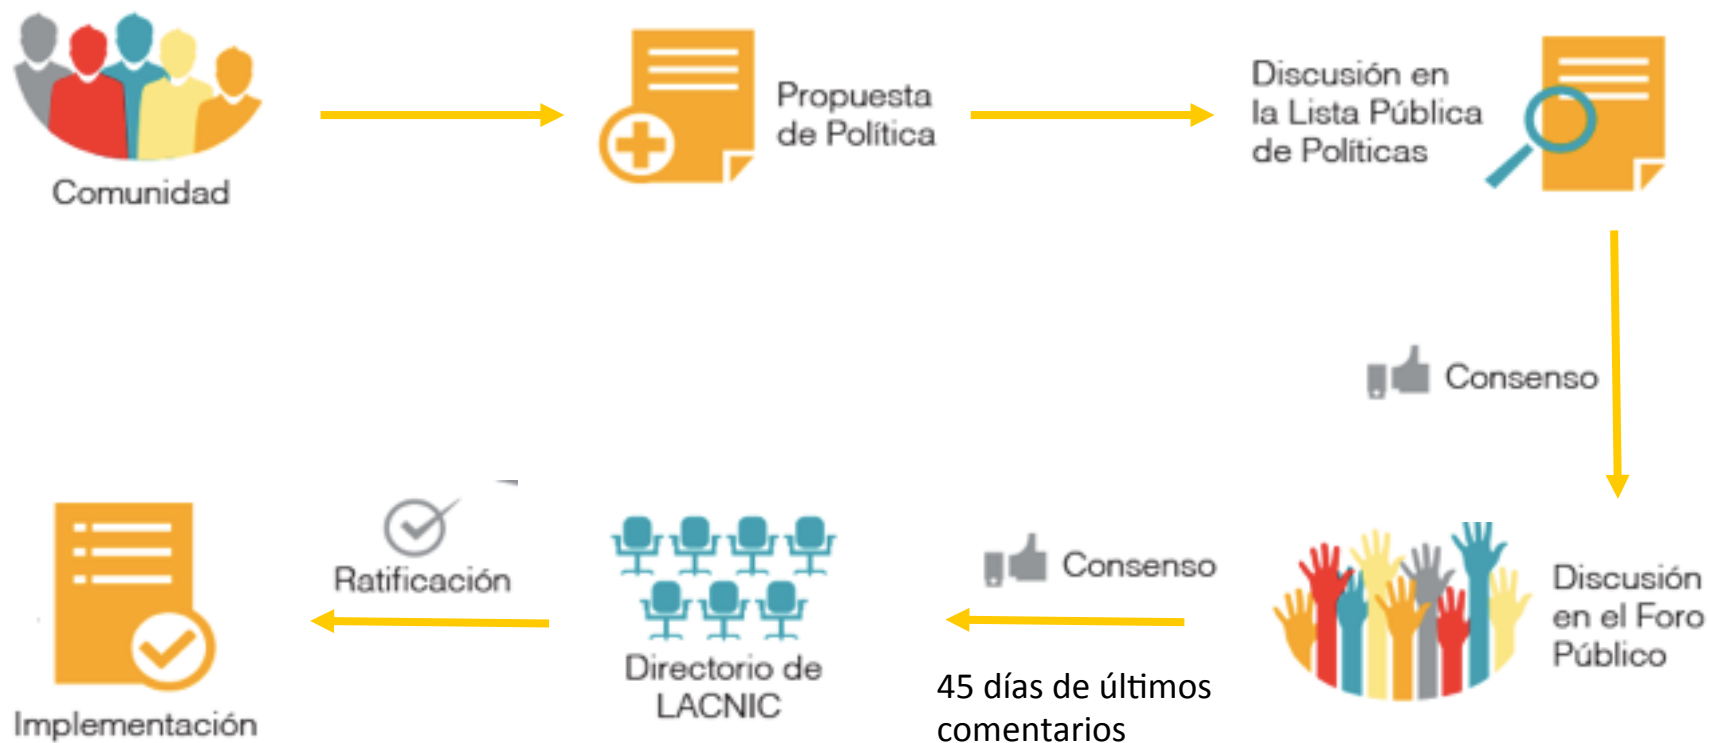 Comunidad
Propuesta
de Política
Discusión en
la Lista Pública
de Políticas
Consenso
Discusión
en el Foro
Público
Consenso
45 días de últimos
comentarios
Directorio de
LACNIC
Ratificación
Implementación